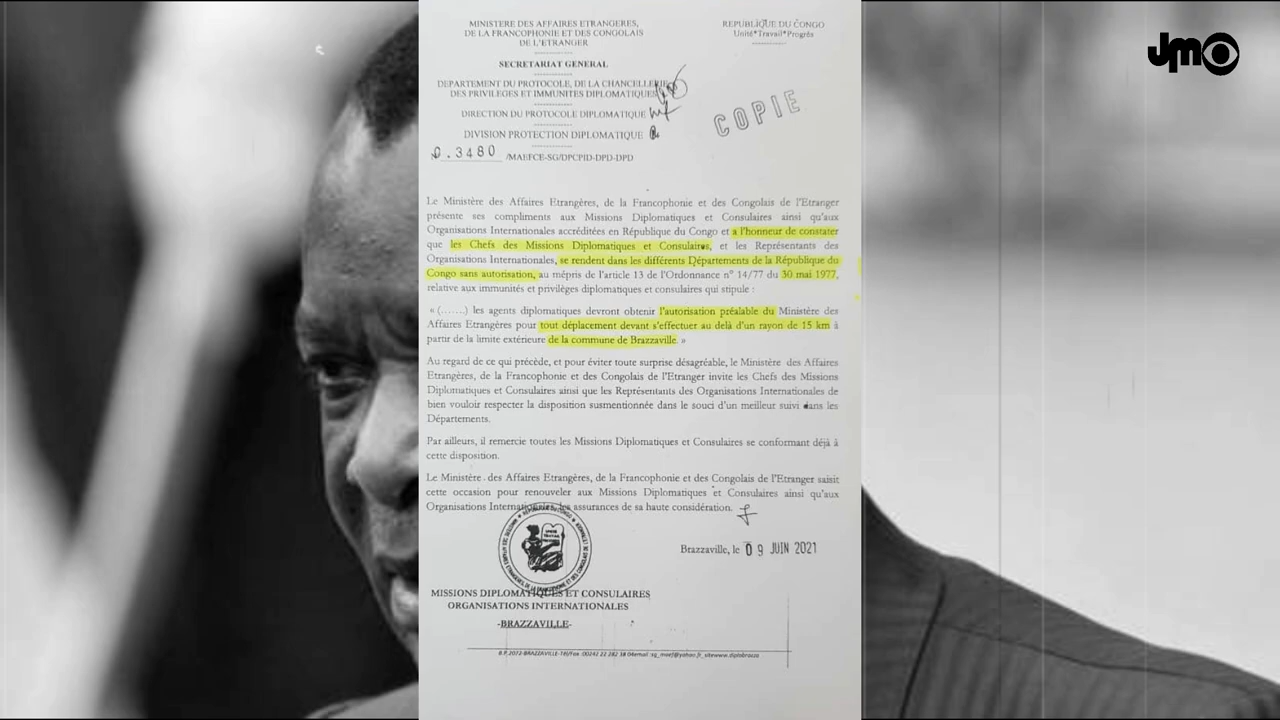 JMO
MINISTERE DES AFFAIRES ETRANGERES,
DE LA FRANCOPHONIE ET DES CONGOLAIS
DE L'ETRANGER
SECRETARIAT GENERAL
DEPARTEMENT DU PROTOCOLE, DE LA CHANCELLERIE
DES PRIVILEGES ET IMMUNITES DIPLOMATIQUES
DIRECTION DU PROTOCOLE DIPLOMATIQUE
DIVISION PROTECTION DIPLOMATIQUE
0.3480 /MAEFCE-SG/DPCPID-DPD-DPD
REPUBLIQUE DU CONGO
Unité*Travail*Progrès
COPIE
Le Ministère des Affaires Etrangères, de la Francophonie et des Congolais de l'Etranger
présente ses compliments aux Missions Diplomatiques et Consulaires ainsi qu'aux
Organisations Internationales accréditées en République du Congo et a l'honneur de constater
que les Chefs des Missions Diplomatiques et Consulaires, et les Représentants des
Organisations Internationales, se rendent dans les différents Départements de la République du
Congo sans autorisation, au mépris de l'article 13 de l'Ordonnance n° 14/77 du 30 mai 1977,
relative aux immunités et privilèges diplomatiques et consulaires qui stipule :
« (.......) les agents diplomatiques devront obtenir l'autorisation préalable du Ministère des
Affaires Etrangères pour tout déplacement devant s'effectuer au delà d'un rayon de 15 km à
partir de la limite extérieure de la commune de Brazzaville. »
Au regard de ce qui précède, et pour éviter toute surprise désagréable, le Ministère des Affaires
Etrangères, de la Francophonie et des Congolais de l'Etranger invite les Chefs des Missions
Diplomatiques et Consulaires ainsi que les Représentants des Organisations Internationales de
bien vouloir respecter la disposition susmentionnée dans le souci d'un meilleur suivi dans les
Départements.
Par ailleurs, il remercie toutes les Missions Diplomatiques et Consulaires se conformant déjà à
cette disposition.
Le Ministère des Affaires Etrangères, de la Francophonie et des Congolais de l'Etranger saisit
cette occasion pour renouveler aux Missions Diplomatiques et Consulaires ainsi qu'aux
Organisations Internationales les assurances de sa haute considération.
Brazzaville, le 09 JUIN 2021
MISSIONS DIPLOMATIQUES ET CONSULAIRES
ORGANISATIONS INTERNATIONALES
-BRAZZAVILLE-